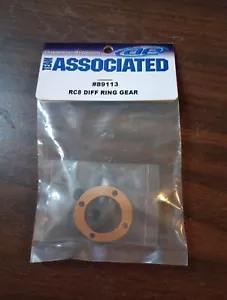 TEAM
ASSOCIATED
#89113
RC8 DIFF RING GEAR